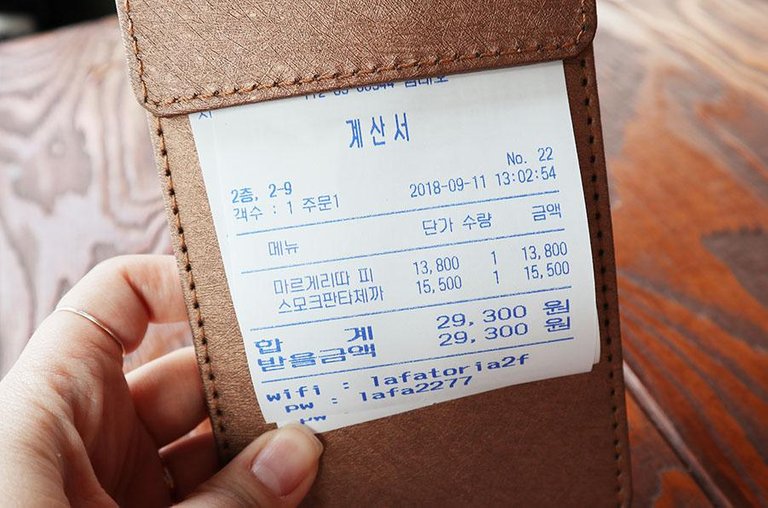 계산서
No. 22
2층, 2-9
2018-09-11 13:02:54
객수 : 1 주문1
메뉴 단가 수량 금액
마르게리따 피 13,800 1 13,800
스모크판타제까 15,500 1 15,500
합 계 29,300 원
받을금액 29,300 원
wifi : lafatoria2f
pw : lafa2277